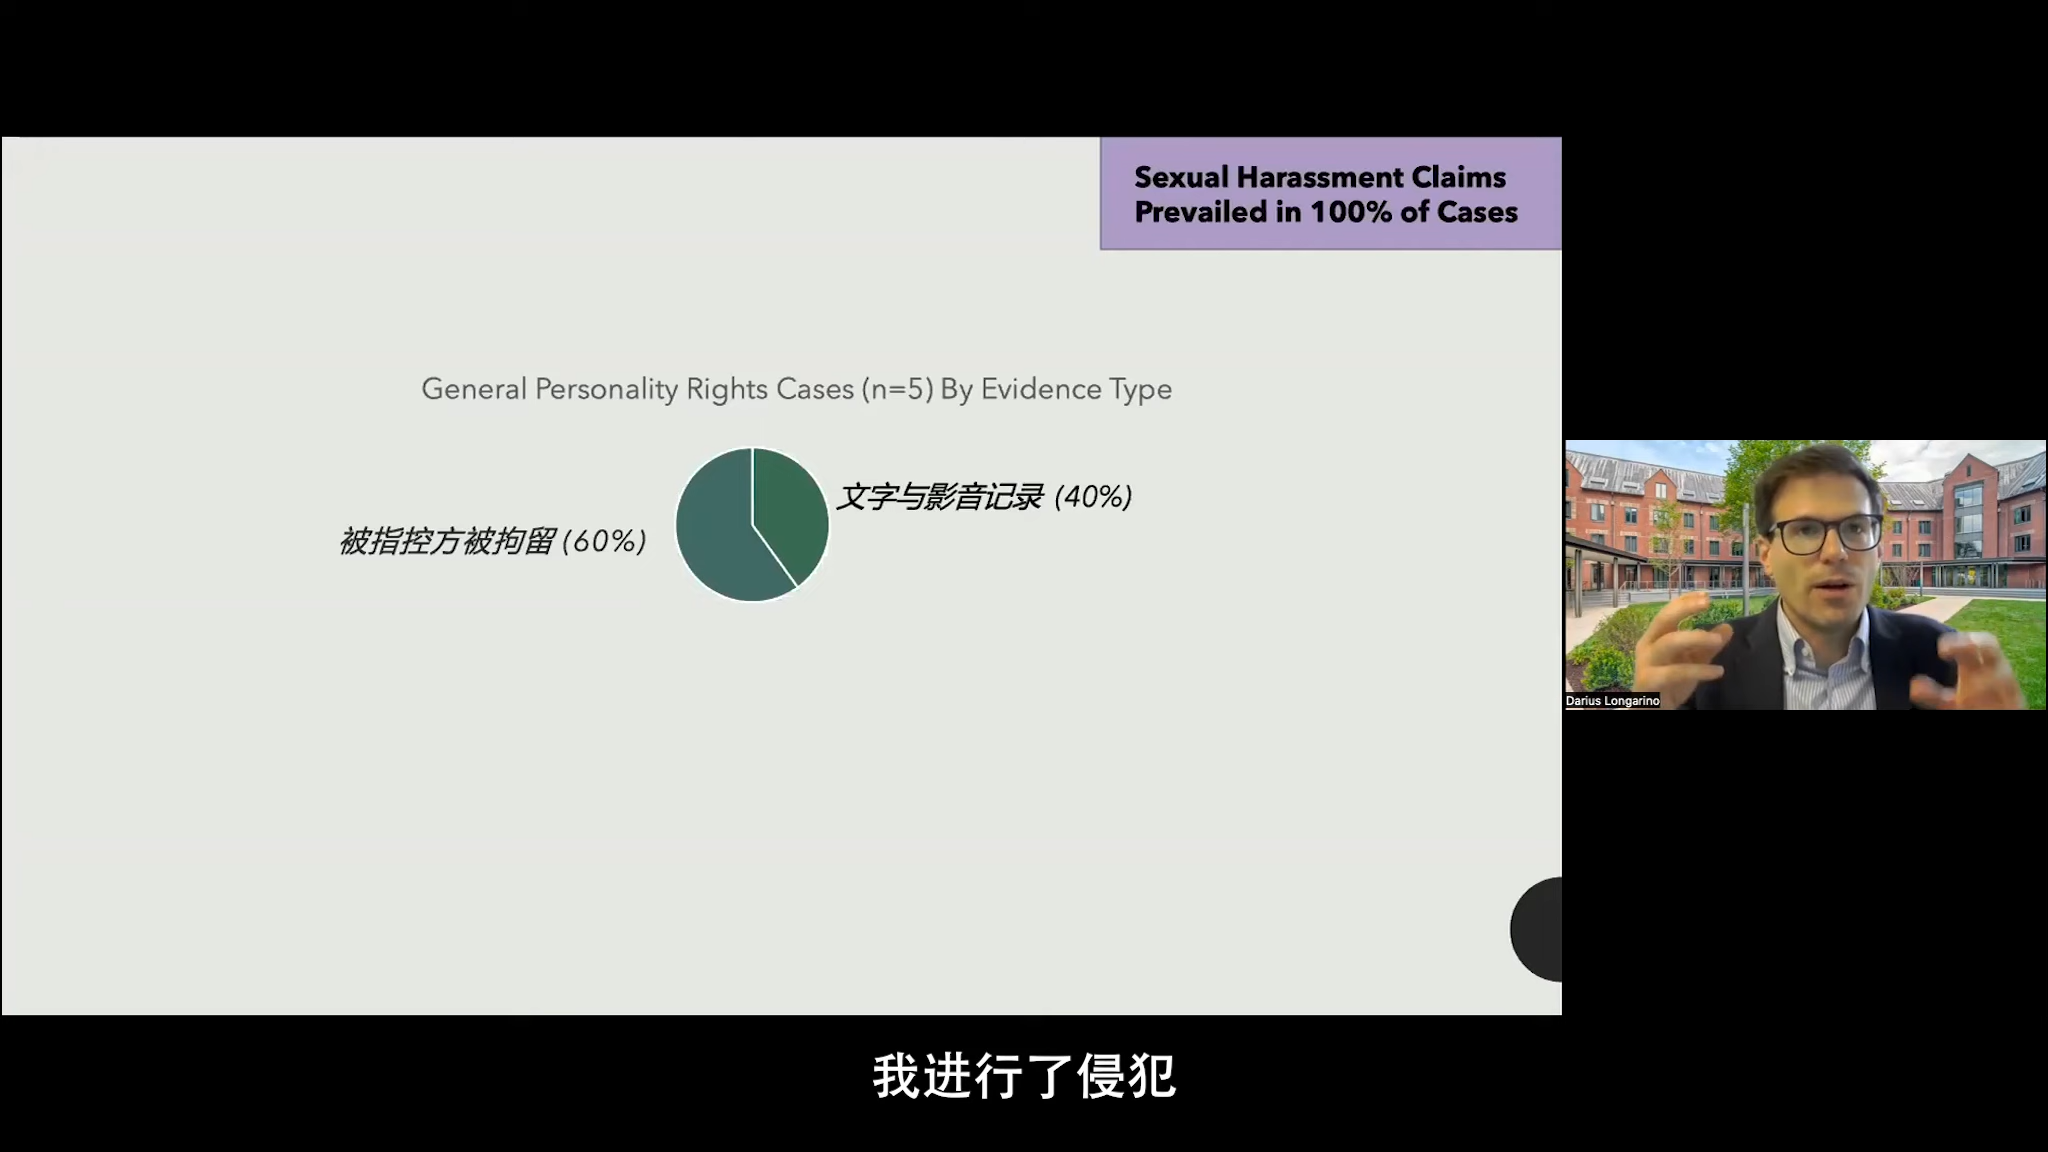 Sexual Harassment Claims
Prevailed in 100% of Cases
General Personality Rights Cases (n=5) By Evidence Type
文字与影音记录 (40%)
被指控方被拘留 (60%)
Darius Longarino
我进行了侵犯